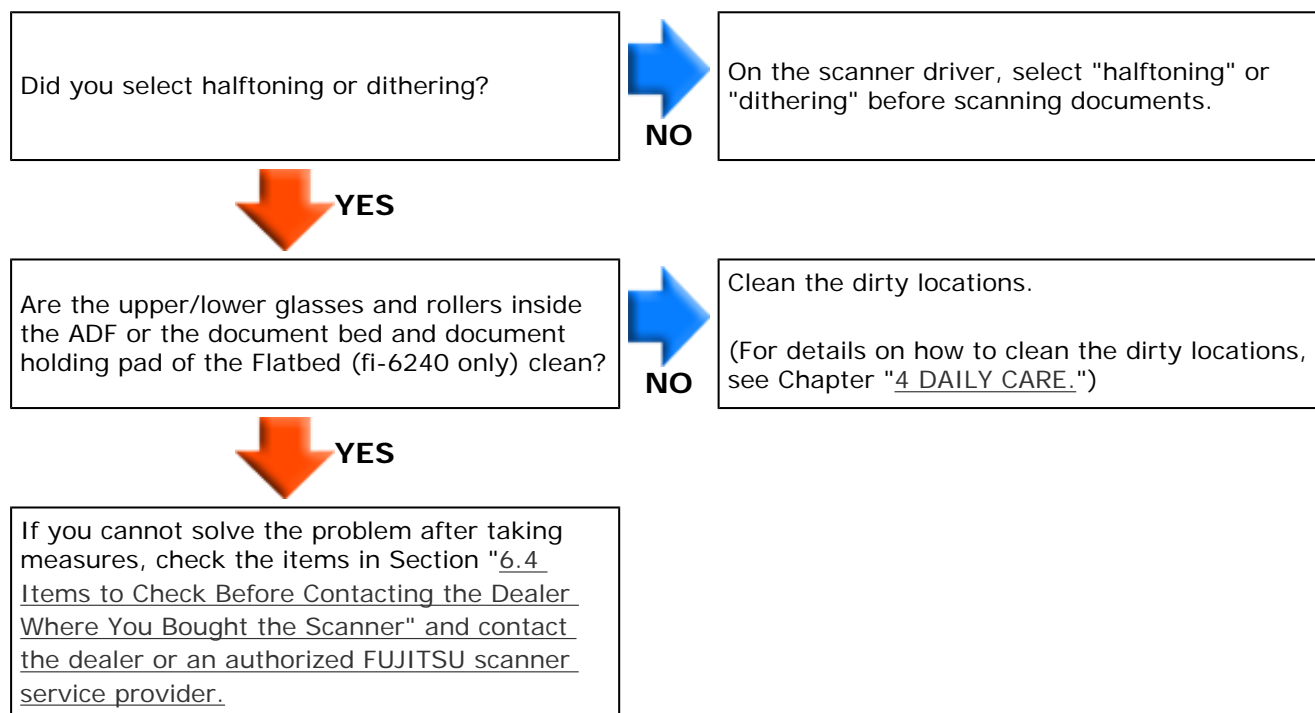 Did you select halftoning or dithering?
NO
On the scanner driver, select "halftoning" or
"dithering" before scanning documents.
YES
Are the upper/lower glasses and rollers inside
the ADF or the document bed and document
holding pad of the Flatbed (fi-6240 only) clean?
NO
Clean the dirty locations.
(For details on how to clean the dirty locations,
see Chapter "4 DAILY CARE.")
YES
If you cannot solve the problem after taking
measures, check the items in Section "6.4
Items to Check Before Contacting the Dealer
Where You Bought the Scanner" and contact
the dealer or an authorized FUJITSU scanner
service provider.